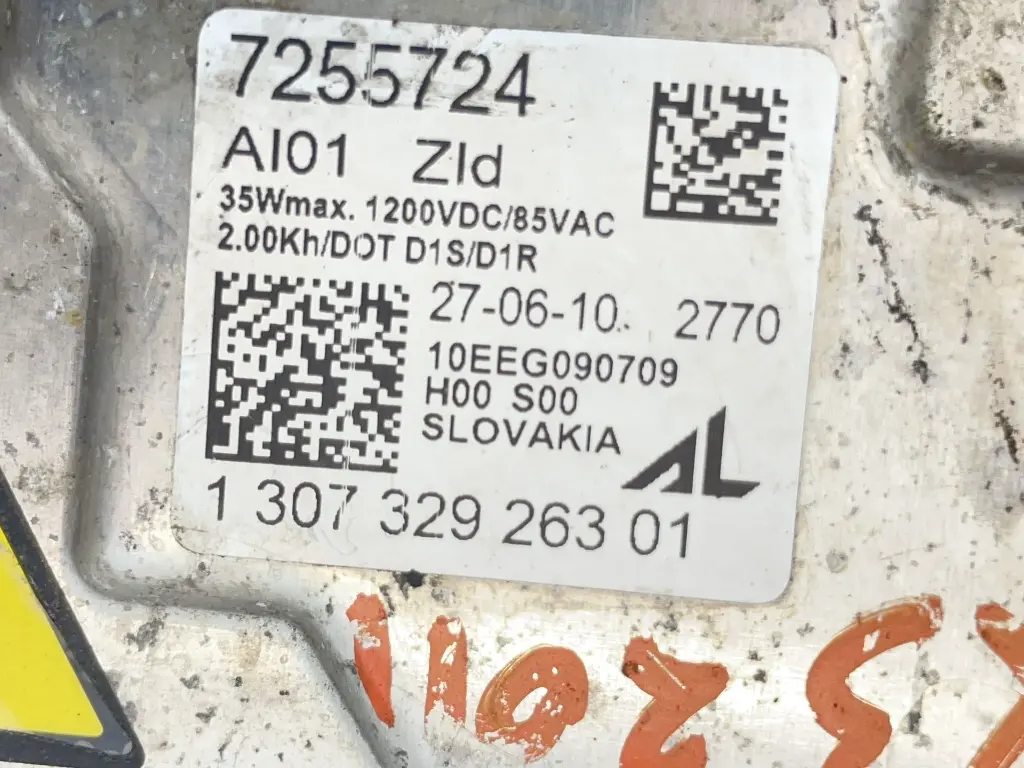 7255724
AI01 ZId
35Wmax. 1200VDC/85VAC
2.00Kh/DOT D1S/D1R
27-06-10. 2770
10EEG090709
H00 S00
SLOVAKIA
AL
1 307 329 263 01